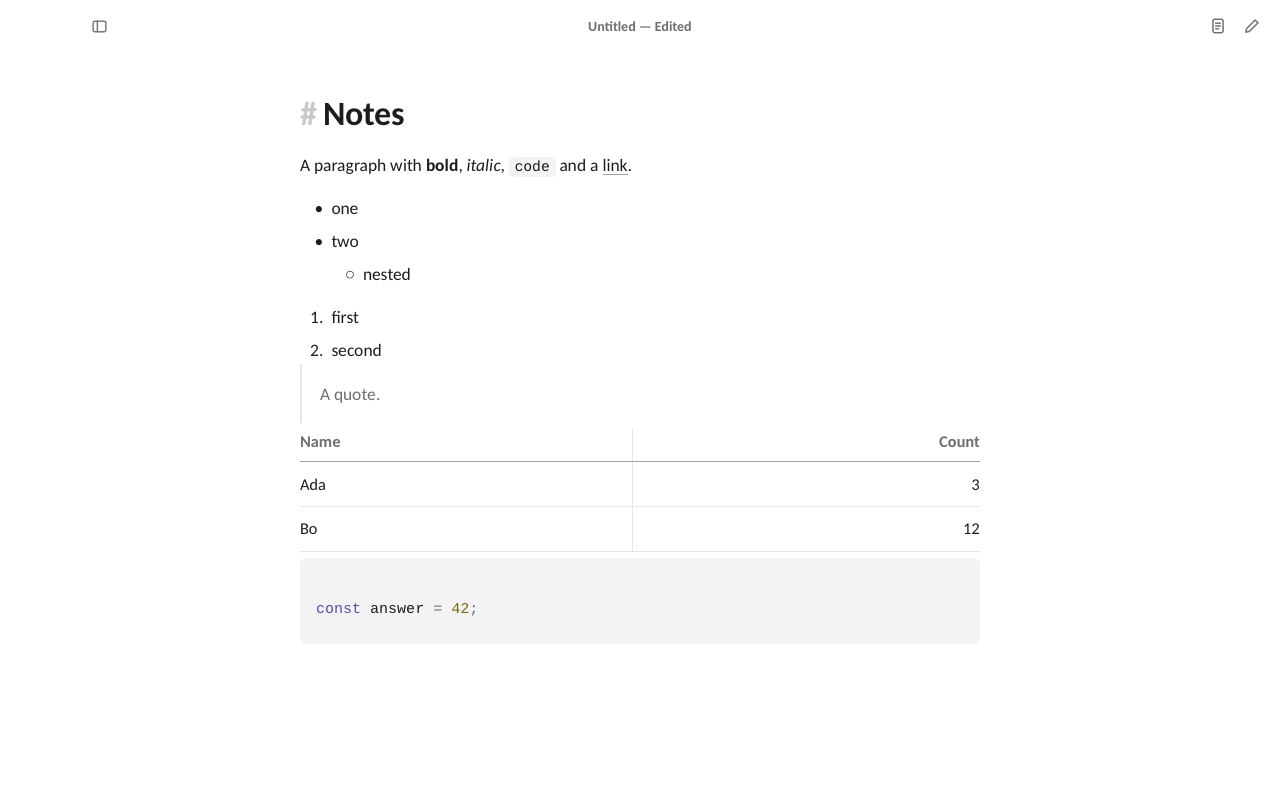 Untitled — Edited
# Notes
A paragraph with bold, italic, code and a link.
• one
• two
○ nested
1. first
2. second
A quote.
Name Count
Ada 3
Bo 12
const answer = 42;